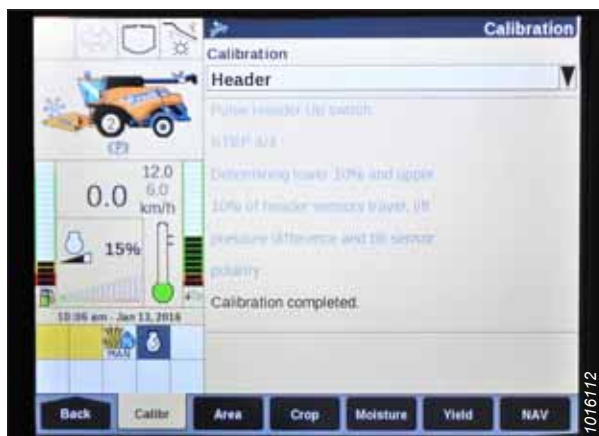 Calibration
Calibration
Header
Pulse Header Up switch.
STEP 4/4
Determining lower 10% and upper
10% of header sensors travel, lift
pressure difference and tilt sensor
polarity
Calibration completed.
2
(P)
12.0
0.0
6.0
km/h
15%
10:06 am - Jan 13, 2016
MAN
Back
Calibr
Area
Crop
Moisture
Yield
NAV
1016112